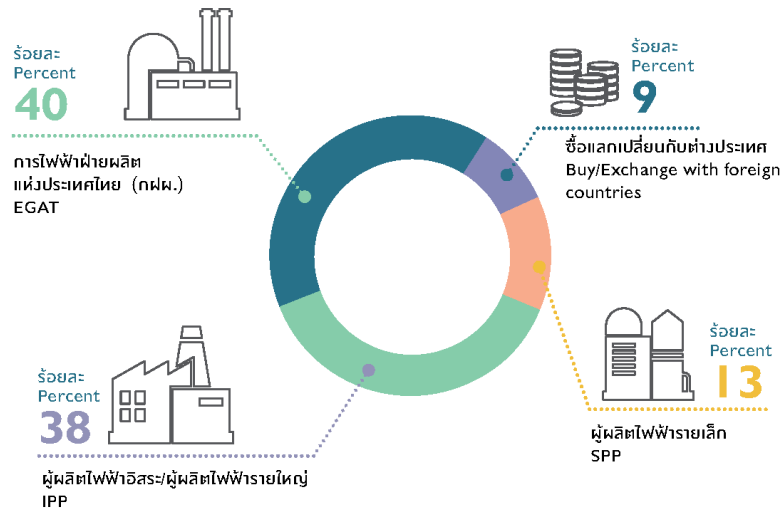 ร้อยละ
Percent
40
การไฟฟ้าฝ่ายผลิต
แห่งประเทศไทย (กฟผ.)
EGAT
ร้อยละ
Percent
9
ซื้อแลกเปลี่ยนกับต่างประเทศ
Buy/Exchange with foreign
countries
ร้อยละ
Percent
38
ผู้ผลิตไฟฟ้าอิสระ/ผู้ผลิตไฟฟ้ารายใหญ่
IPP
ร้อยละ
Percent
13
ผู้ผลิตไฟฟ้ารายเล็ก
SPP